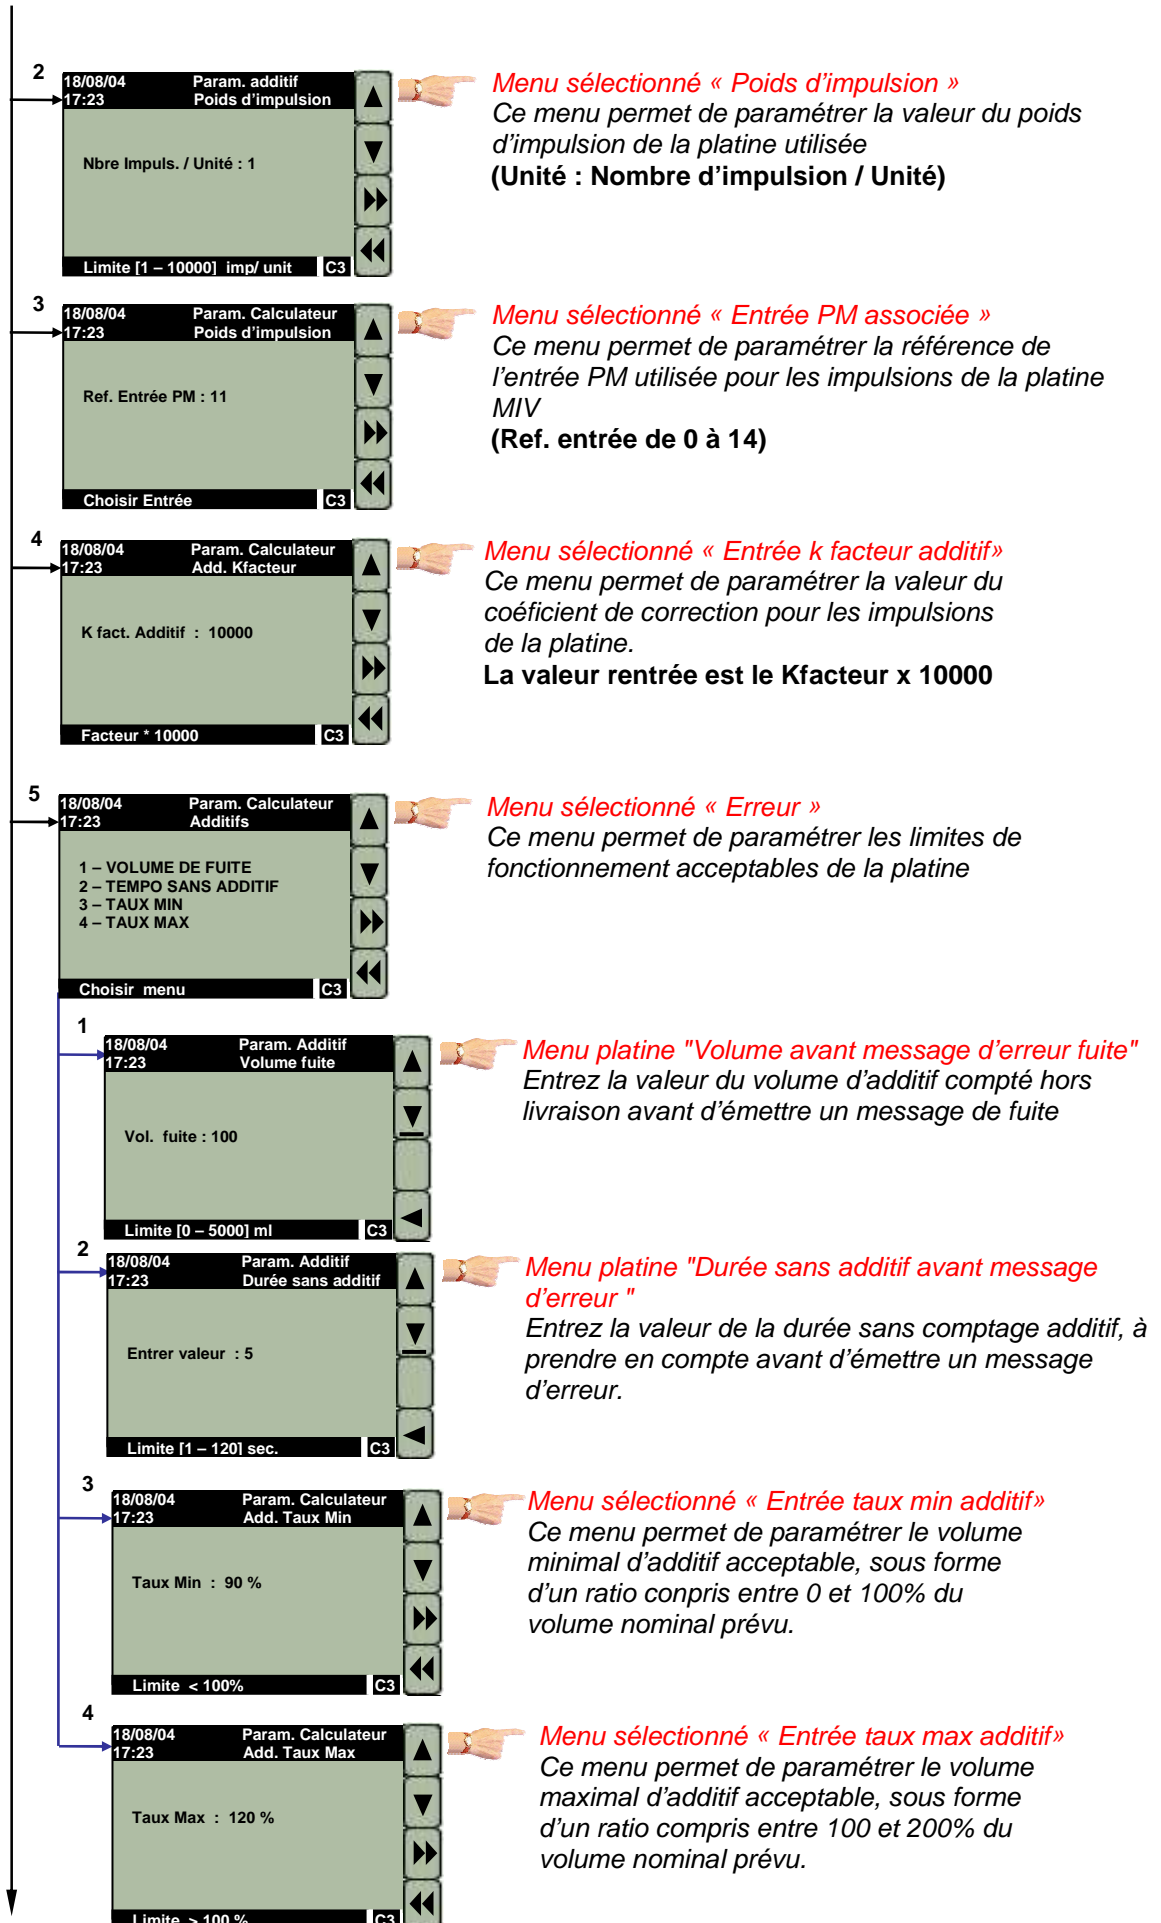 2
18/08/04 Param. additif
17:23 Poids d'impulsion
Nbre Impuls. / Unité : 1
Limite [1 – 10000] imp/ unit C3
Menu sélectionné « Poids d'impulsion »
Ce menu permet de paramétrer la valeur du poids
d'impulsion de la platine utilisée
(Unité : Nombre d'impulsion / Unité)
3
18/08/04 Param. Calculateur
17:23 Poids d'impulsion
Ref. Entrée PM : 11
Choisir Entrée C3
Menu sélectionné « Entrée PM associée »
Ce menu permet de paramétrer la référence de
l'entrée PM utilisée pour les impulsions de la platine
MIV
(Ref. entrée de 0 à 14)
4
18/08/04 Param. Calculateur
17:23 Add. Kfacteur
K fact. Additif : 10000
Facteur * 10000 C3
Menu sélectionné « Entrée k facteur additif»
Ce menu permet de paramétrer la valeur du
coéficient de correction pour les impulsions
de la platine.
La valeur rentrée est le Kfacteur x 10000
5
18/08/04 Param. Calculateur
17:23 Additifs
1 – VOLUME DE FUITE
2 – TEMPO SANS ADDITIF
3 – TAUX MIN
4 – TAUX MAX
Choisir menu C3
Menu sélectionné « Erreur »
Ce menu permet de paramétrer les limites de
fonctionnement acceptables de la platine
1
18/08/04 Param. Additif
17:23 Volume fuite
Vol. fuite : 100
Limite [0 – 5000] ml C3
Menu platine "Volume avant message d'erreur fuite"
Entrez la valeur du volume d'additif compté hors
livraison avant d'émettre un message de fuite
2
18/08/04 Param. Additif
17:23 Durée sans additif
Entrer valeur : 5
Limite [1 – 120] sec. C3
Menu platine "Durée sans additif avant message
d'erreur "
Entrez la valeur de la durée sans comptage additif, à
prendre en compte avant d'émettre un message
d'erreur.
3
18/08/04 Param. Calculateur
17:23 Add. Taux Min
Taux Min : 90 %
Limite < 100% C3
Menu sélectionné « Entrée taux min additif»
Ce menu permet de paramétrer le volume
minimal d'additif acceptable, sous forme
d'un ratio conpris entre 0 et 100% du
volume nominal prévu.
4
18/08/04 Param. Calculateur
17:23 Add. Taux Max
Taux Max : 120 %
Limite > 100 % C3
Menu sélectionné « Entrée taux max additif»
Ce menu permet de paramétrer le volume
maximal d'additif acceptable, sous forme
d'un ratio compris entre 100 et 200% du
volume nominal prévu.